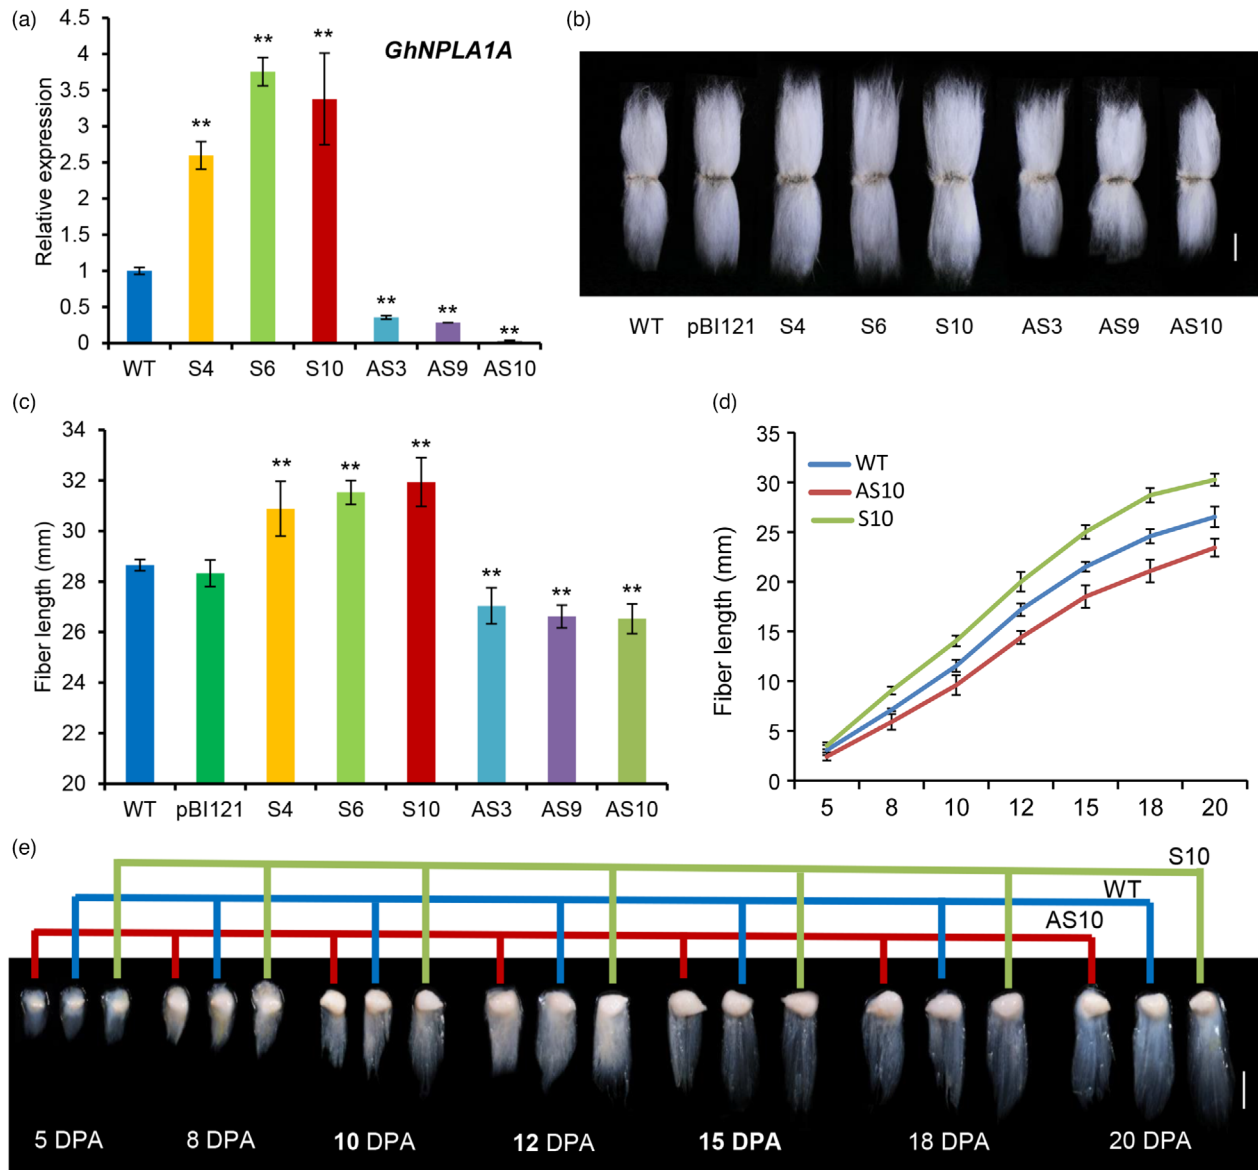 (a)
4.5
4
3.5
3
2.5
2
1.5
1
0.5
0
Relative expression
GhNPLA1A
**
**
**
**
**
**
WT S4 S6 S10 AS3 AS9 AS10
(b)
WT pBI121 S4 S6 S10 AS3 AS9 AS10
(c)
34
32
30
28
26
24
22
20
Fiber length (mm)
**
**
**
**
**
**
WT pBI121 S4 S6 S10 AS3 AS9 AS10
(d)
35
30
25
20
15
10
5
0
Fiber length (mm)
WT
AS10
S10
5 8 10 12 15 18 20
(e)
S10
WT
AS10
5 DPA 8 DPA 10 DPA 12 DPA 15 DPA 18 DPA 20 DPA